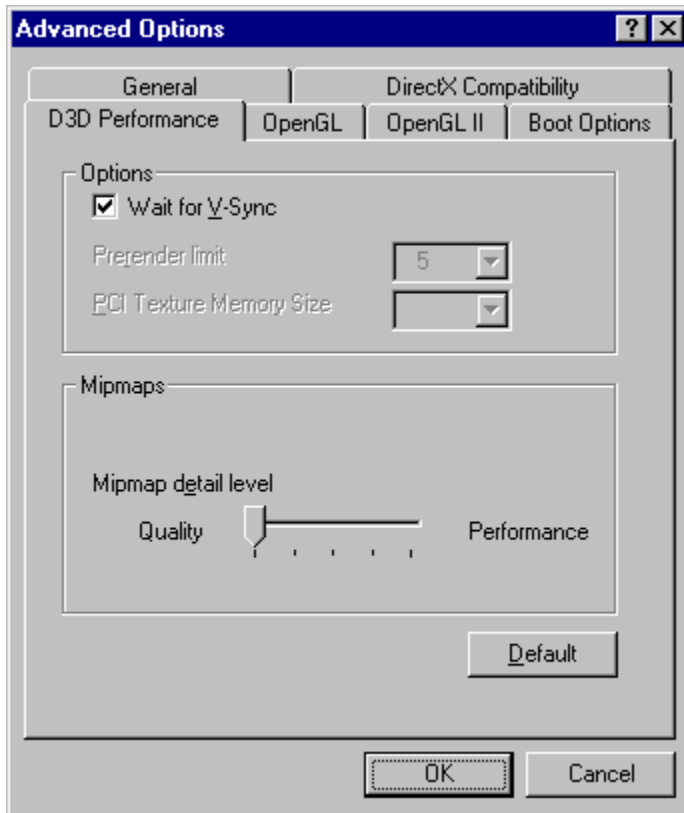 Advanced Options
General DirectX Compatibility
D3D Performance OpenGL OpenGL II Boot Options
Options
Wait for V-Sync
Prerender limit 5
PCI Texture Memory Size
Mipmaps
Mipmap detail level
Quality Performance
Default
OK Cancel